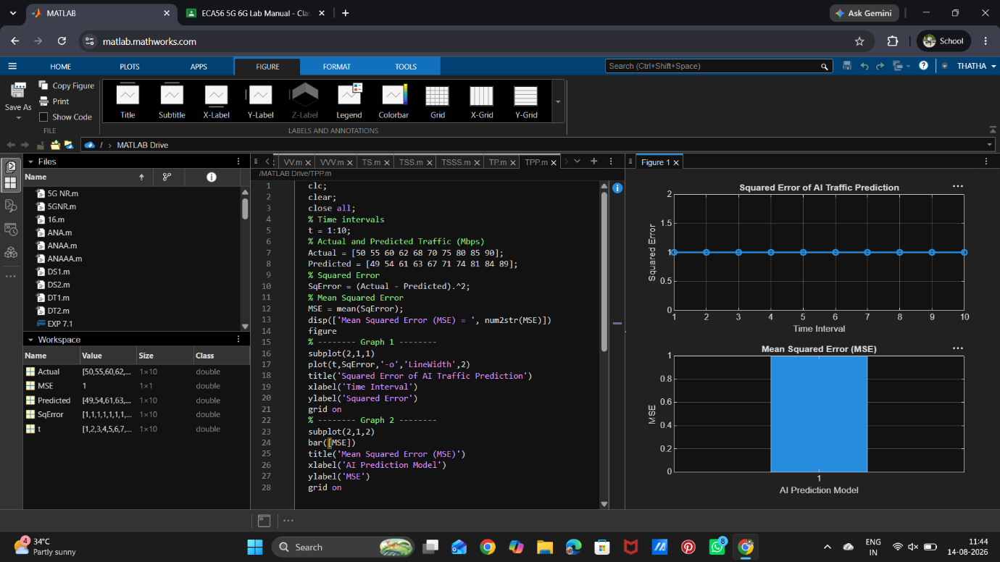 MATLAB
ECA56 5G 6G Lab Manual - Clas
Ask Gemini
matlab.mathworks.com
School
HOME
PLOTS
APPS
FIGURE
FORMAT
TOOLS
Search (Ctrl+Shift+Space)
THATHA
Save As
Copy Figure
Print
Show Code
FILE
Title
Subtitle
X-Label
Y-Label
Z-Label
Legend
Colorbar
Grid
X-Grid
Y-Grid
LABELS AND ANNOTATIONS
/ > MATLAB Drive
Files
Name
5G NR.m
5GNR.m
16.m
ANA.m
ANAA.m
ANAAA.m
DS1.m
DS2.m
DT1.m
DT2.m
EXP 7.1
Workspace
Name Value Size Class
Actual [50,55,60,62,... 1×10 double
MSE 1 1×1 double
Predicted [49,54,61,63,... 1×10 double
SqError [1,1,1,1,1,1,1,... 1×10 double
t [1,2,3,4,5,6,7,... 1×10 double
VV.m VVV.m TS.m TSS.m TSSS.m TP.m TPP.m
/MATLAB Drive/TPP.m
1 clc;
2 clear;
3 close all;
4 % Time intervals
5 t = 1:10;
6 % Actual and Predicted Traffic (Mbps)
7 Actual = [50 55 60 62 68 70 75 80 85 90];
8 Predicted = [49 54 61 63 67 71 74 81 84 89];
9 % Squared Error
10 SqError = (Actual - Predicted).^2;
11 % Mean Squared Error
12 MSE = mean(SqError);
13 disp(['Mean Squared Error (MSE) = ', num2str(MSE)])
14 figure
15 % -------- Graph 1 --------
16 subplot(2,1,1)
17 plot(t,SqError,'-o','LineWidth',2)
18 title('Squared Error of AI Traffic Prediction')
19 xlabel('Time Interval')
20 ylabel('Squared Error')
21 grid on
22 % -------- Graph 2 --------
23 subplot(2,1,2)
24 bar([MSE])
25 title('Mean Squared Error (MSE)')
26 xlabel('AI Prediction Model')
27 ylabel('MSE')
28 grid on
Figure 1
Squared Error of AI Traffic Prediction
Squared Error
2
1.5
1
0.5
0
1 2 3 4 5 6 7 8 9 10
Time Interval
Mean Squared Error (MSE)
MSE
1
0.8
0.6
0.4
0.2
0
1
AI Prediction Model
4
34°C
Partly sunny
Search
8
ENG
IN
11:44
14-08-2026